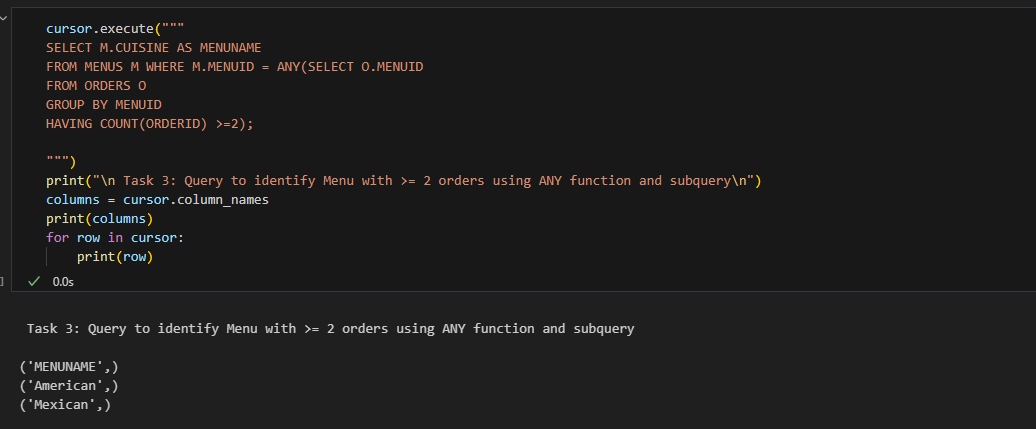 cursor.execute("""
SELECT M.CUISINE AS MENUNAME
FROM MENUS M WHERE M.MENUID = ANY(SELECT O.MENUID
FROM ORDERS O
GROUP BY MENUID
HAVING COUNT(ORDERID) >=2);
""")
print("\n Task 3: Query to identify Menu with >= 2 orders using ANY function and subquery\n")
columns = cursor.column_names
print(columns)
for row in cursor:
    print(row)
] ✓ 0.0s
Task 3: Query to identify Menu with >= 2 orders using ANY function and subquery
('MENUNAME',)
('American',)
('Mexican',)